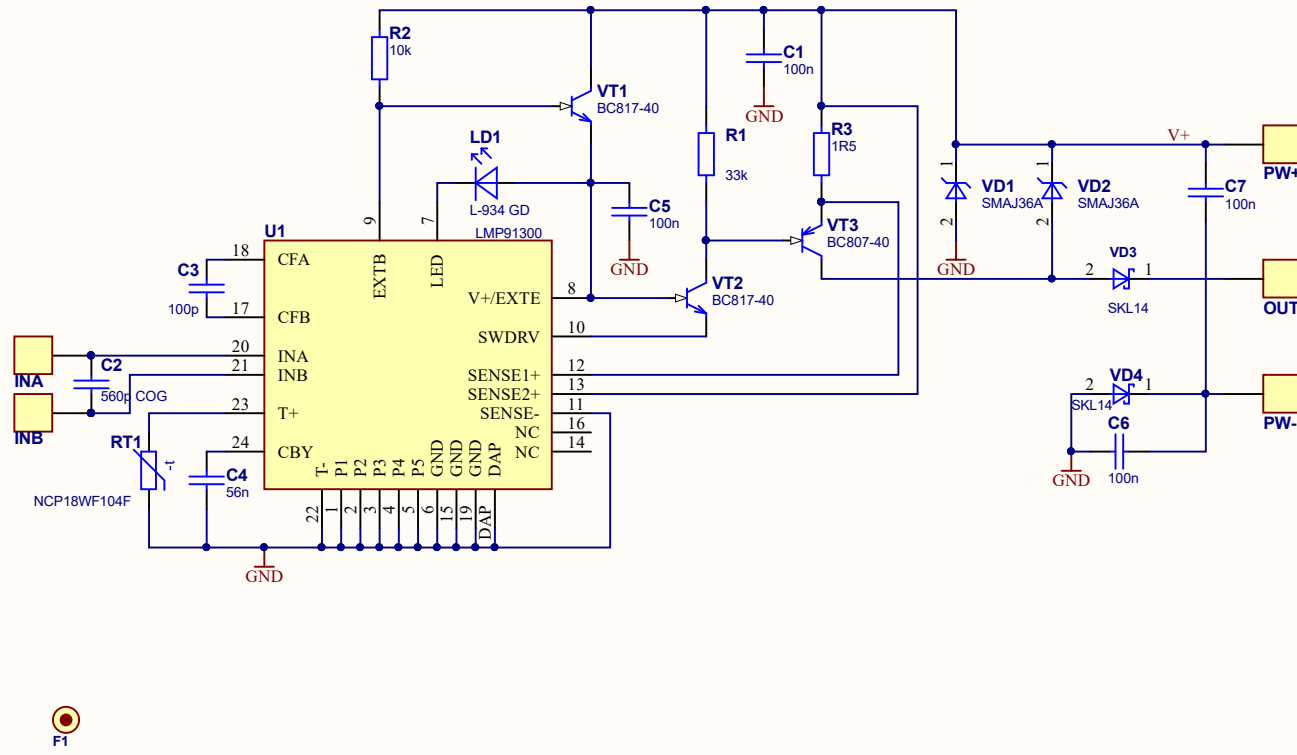 R2
10k
C1
100n
GND
VT1
BC817-40
LD1
L-934 GD
R1
33k
R3
1R5
V+
PW+
1
2
VD1
SMAJ36A
1
2
VD2
SMAJ36A
C7
100n
C5
100n
GND
VT3
BC807-40
GND
9
7
U1
LMP91300
C3
100p
18
CFA
17
CFB
EXTB
LED
V+/EXTE
8
VT2
BC817-40
2
VD3
1
SKL14
OUT
SWDRV
10
INA
C2
560p COG
INB
20
INA
21
INB
SENSE1+
12
SENSE2+
13
SENSE-
11
NC
16
NC
14
23
T+
24
CBY
2
VD4
1
SKL14
PW-
C6
100n
GND
RT1
-t
NCP18WF104F
C4
56n
T-
P1
P2
P3
P4
P5
GND
GND
GND
DAP
22
1
2
3
4
5
6
15
19
DAP
GND
F1